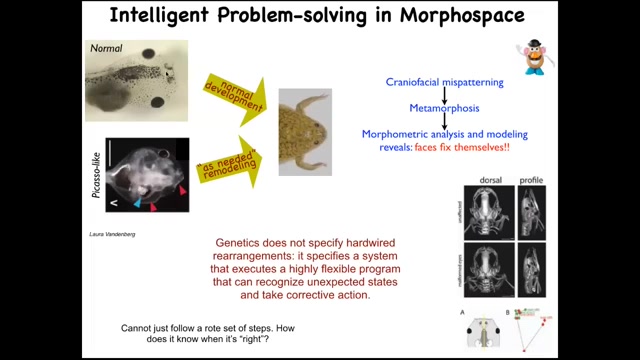 Intelligent Problem-solving in Morphospace
Normal
normal
development
Craniofacial mispatterning
Metamorphosis
Morphometric analysis and modeling
reveals: faces fix themselves!!
Picasso-like
"as needed"
remodeling
Laura Vandenberg
dorsal
profile
unaffected
malformed eyes
Genetics does not specify hardwired
rearrangements: it specifies a system
that executes a highly flexible program
that can recognize unexpected states
and take corrective action.
A
B
Cannot just follow a rote set of steps. How
does it know when it's "right"?